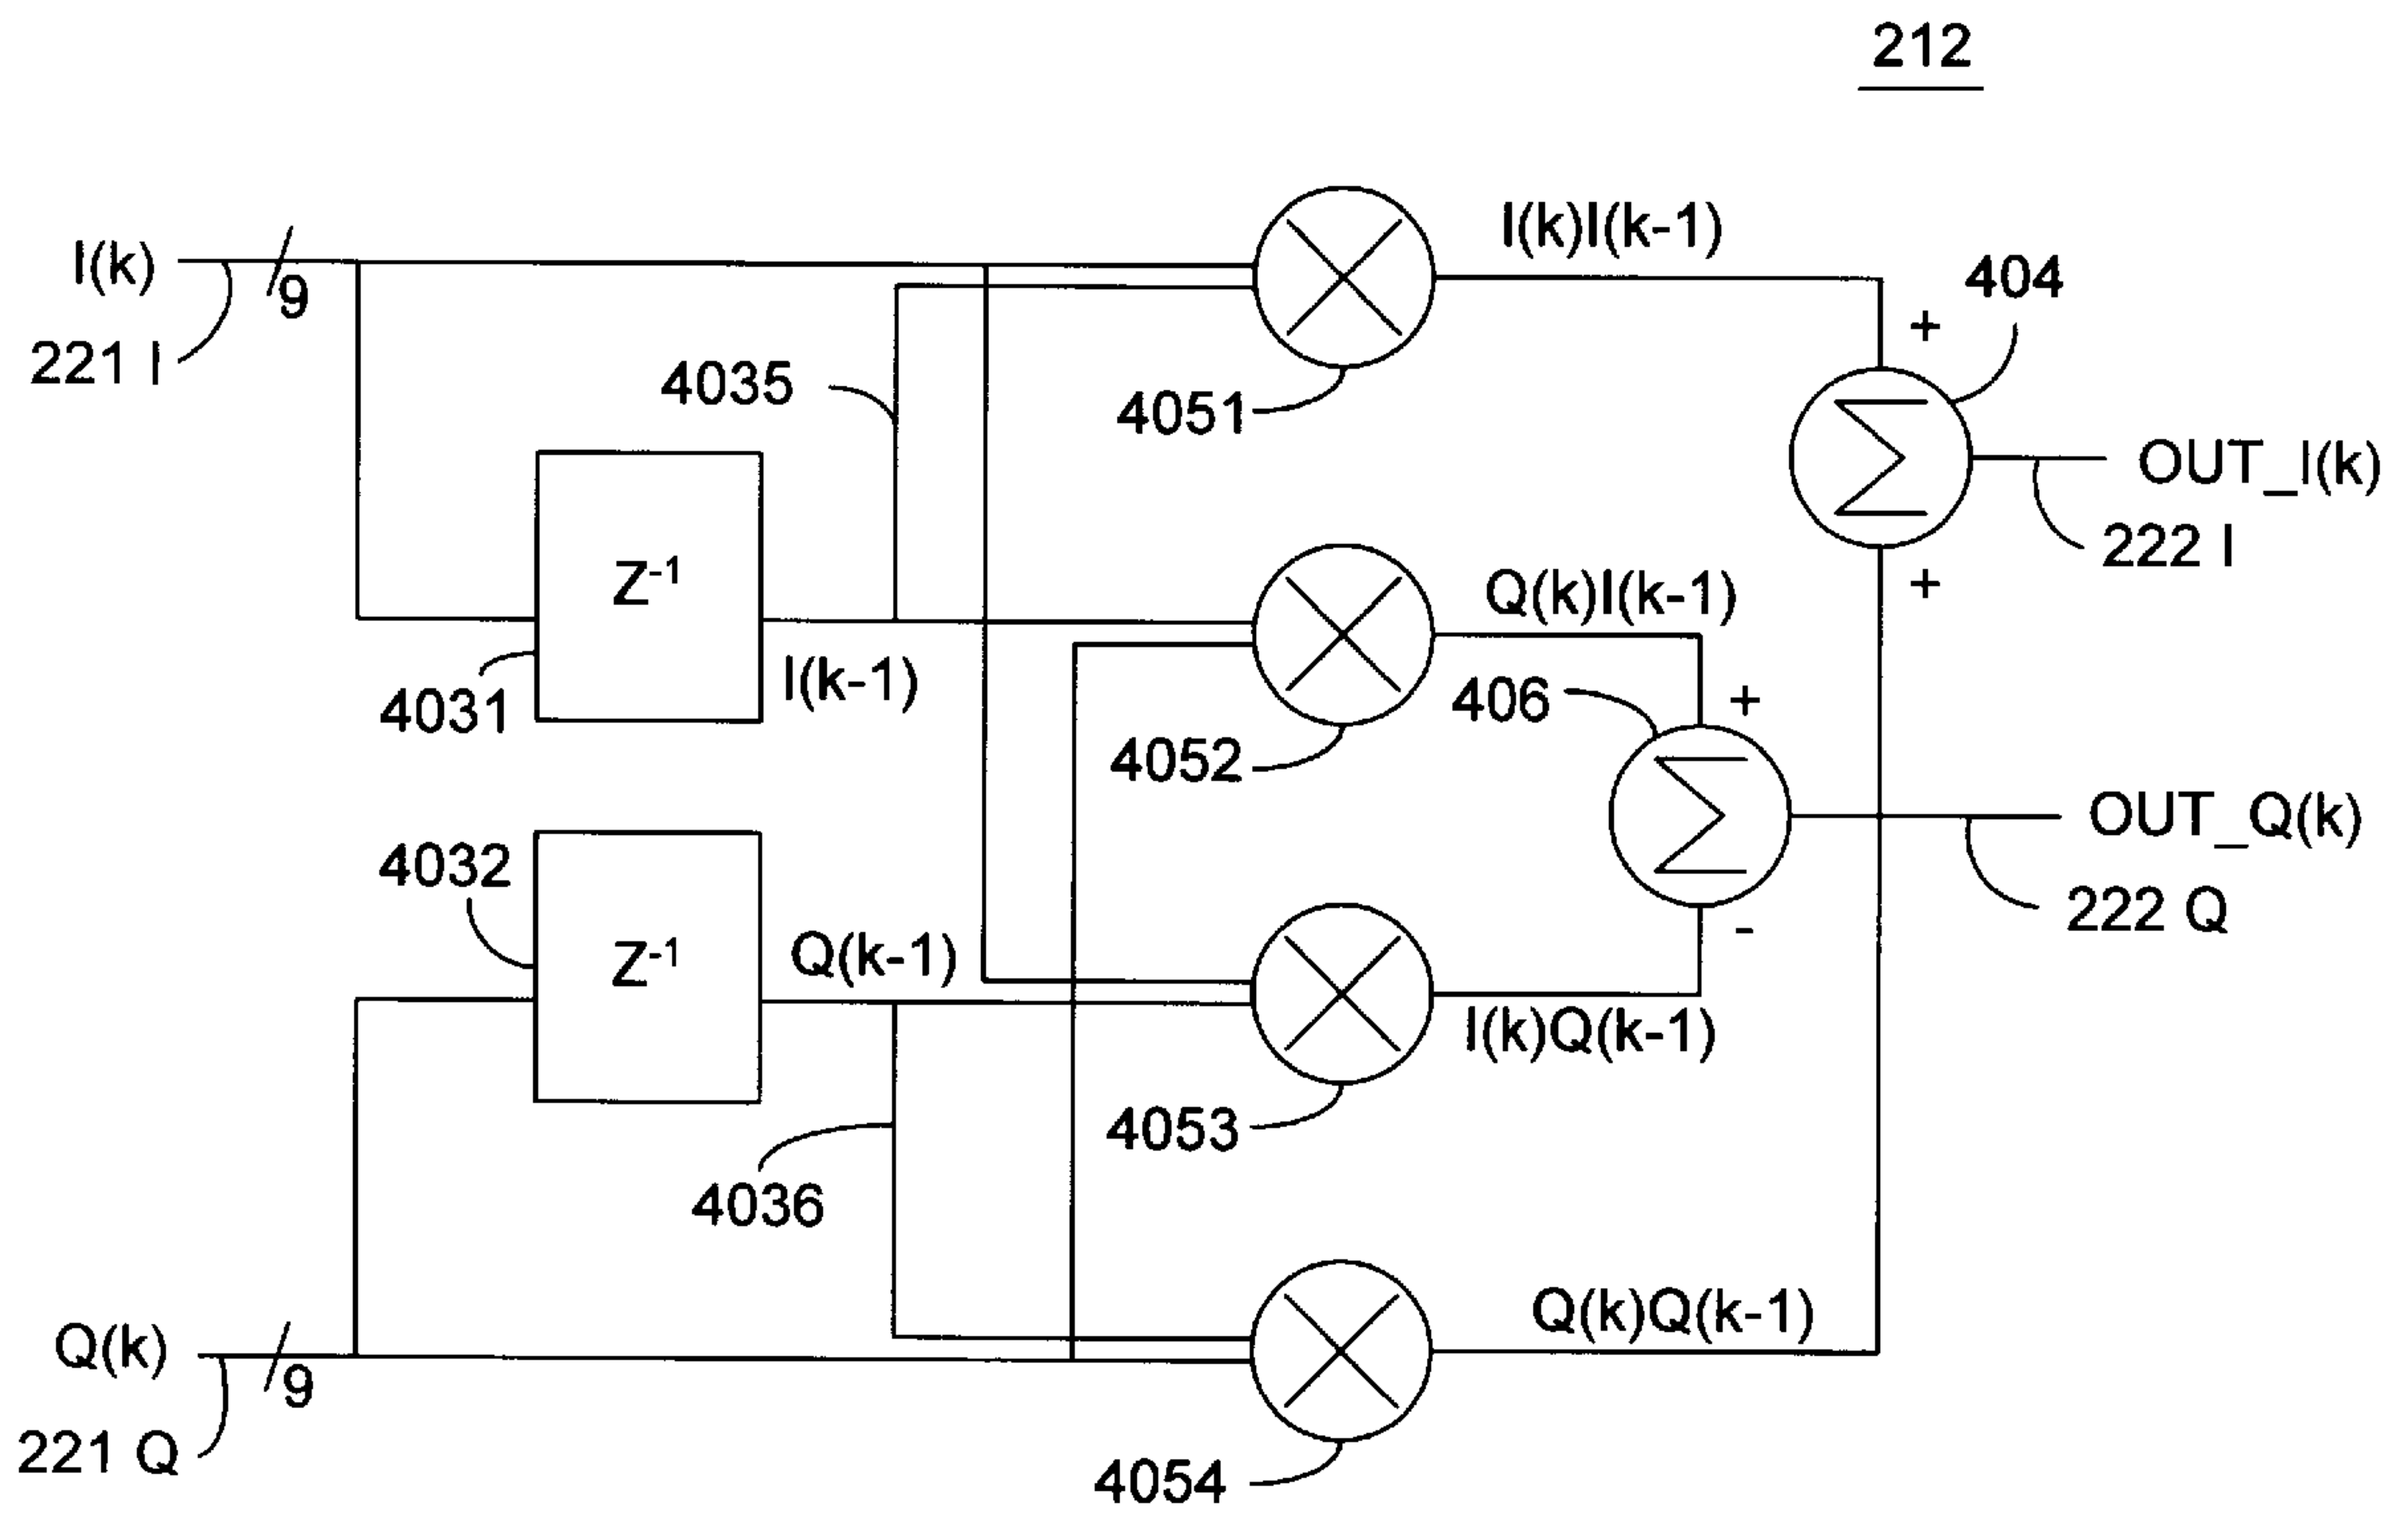 212
I(k)
9
221 I
I(k)I(k-1)
404
+
4035
4051
OUT_I(k)
222 I
Z-1
+
Q(k)I(k-1)
I(k-1)
4031
406
+
4052
OUT_Q(k)
4032
222 Q
Z-1
Q(k-1)
-
I(k)Q(k-1)
4053
4036
Q(k)Q(k-1)
Q(k)
9
221 Q
4054